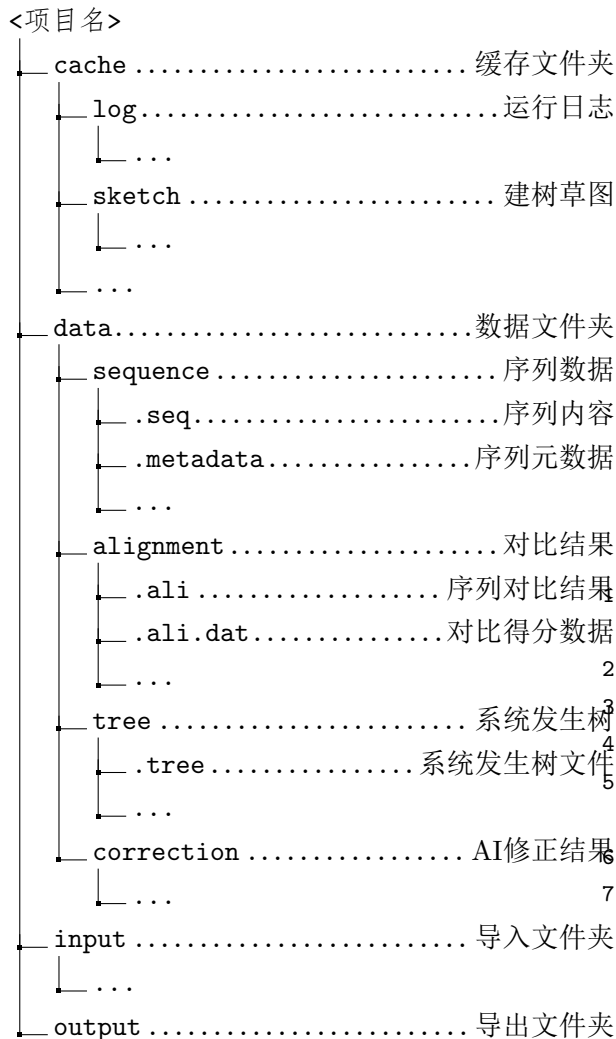 <项目名>
cache ......................... 缓存文件夹
log............................运行日志
...
sketch ........................ 建树草图
...
...
data............................数据文件夹
sequence......................序列数据
.seq........................序列内容
.metadata................序列元数据
...
alignment.....................对比结果
.ali ................... 序列对比结果
1
.ali.dat...............对比得分数据
2
...
3
tree ........................ 系统发生树
4
.tree................系统发生树文件
5
...
correction ................. AI修正结果
6
...
7
input .......................... 导入文件夹
...
output ......................... 导出文件夹